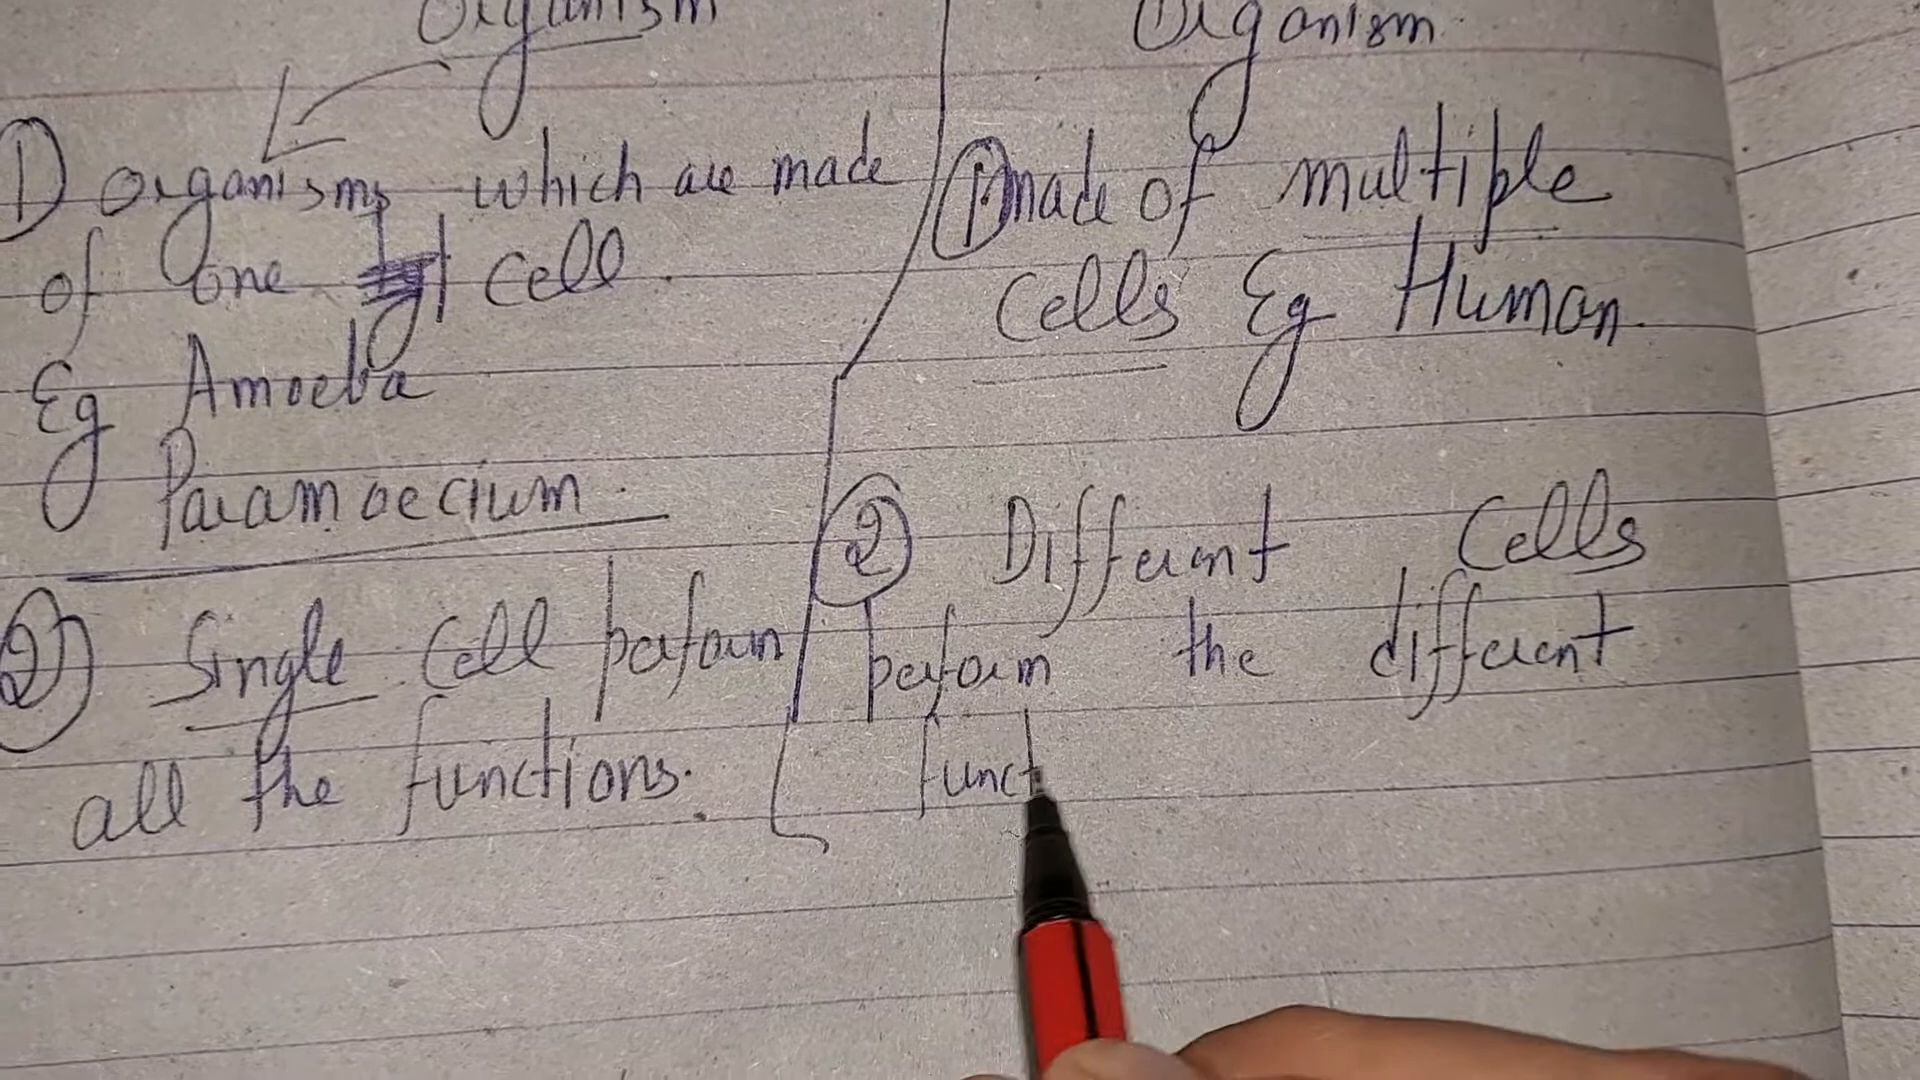 Organism
① Organisms which are made
of one cell.
Eg Amoeba
Paramoecium.
② Single cell perform
all the functions.
Organism
① made of multiple
cells Eg Human.
② Different cells
perform the different
funct